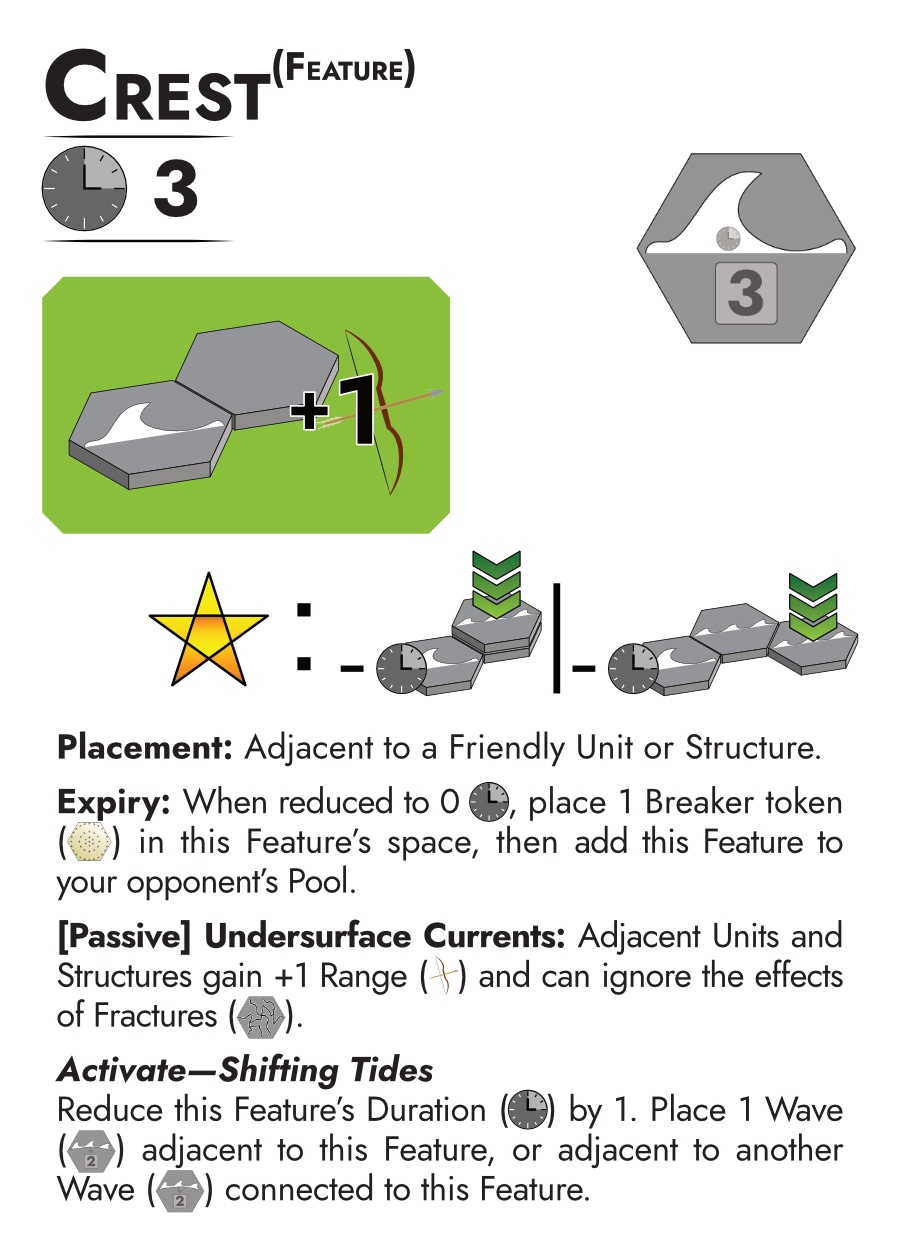 CREST(FEATURE)
3
3
+1
: - | -
Placement: Adjacent to a Friendly Unit or Structure.
Expiry: When reduced to 0 , place 1 Breaker token
( ) in this Feature's space, then add this Feature to
your opponent's Pool.
[Passive] Undersurface Currents: Adjacent Units and
Structures gain +1 Range ( ) and can ignore the effects
of Fractures ( ).
Activate—Shifting Tides
Reduce this Feature's Duration ( ) by 1. Place 1 Wave
( 2 ) adjacent to this Feature, or adjacent to another
Wave ( 2 ) connected to this Feature.